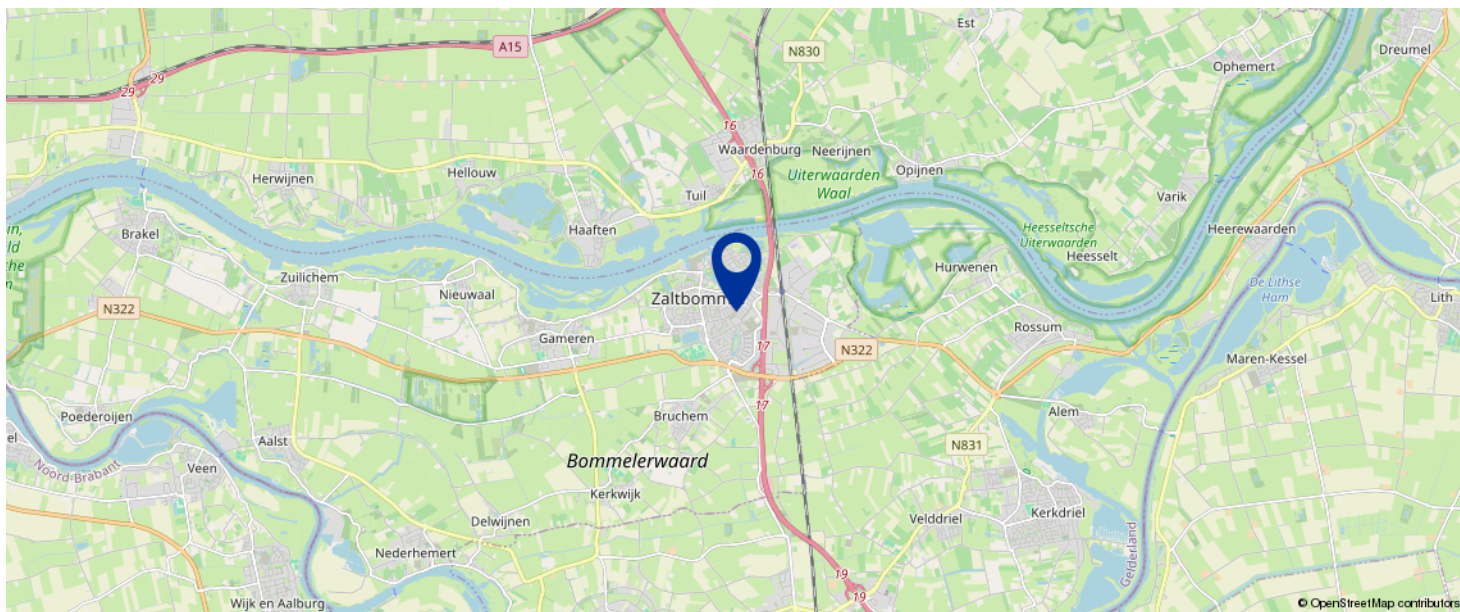 Est
Dreumel
A15
N830
Ophemert
29
29
16
Waardenburg
Neerijnen
Opijnen
16
Uiterwaarden
Waal
Herwijnen
Hellouw
Tuil
Varik
Haaften
Heesseltsche
Uiterwaarden
Heerewaarden
Brakel
Heesselt
Hurwenen
De Lithse
Ham
Zuilichem
Nieuwaal
Zaltbomm
Lith
N322
Rossum
Gameren
17
N322
Maren-Kessel
Poederoijen
Bruchem
17
Alem
Aalst
N831
Noord-Brabant
Veen
Bommelerwaard
Kerkwijk
Delwijnen
Velddriel
Kerkdriel
Nederhemert
Gelderland
19
19
Wijk en Aalburg
© OpenStreetMap contributors